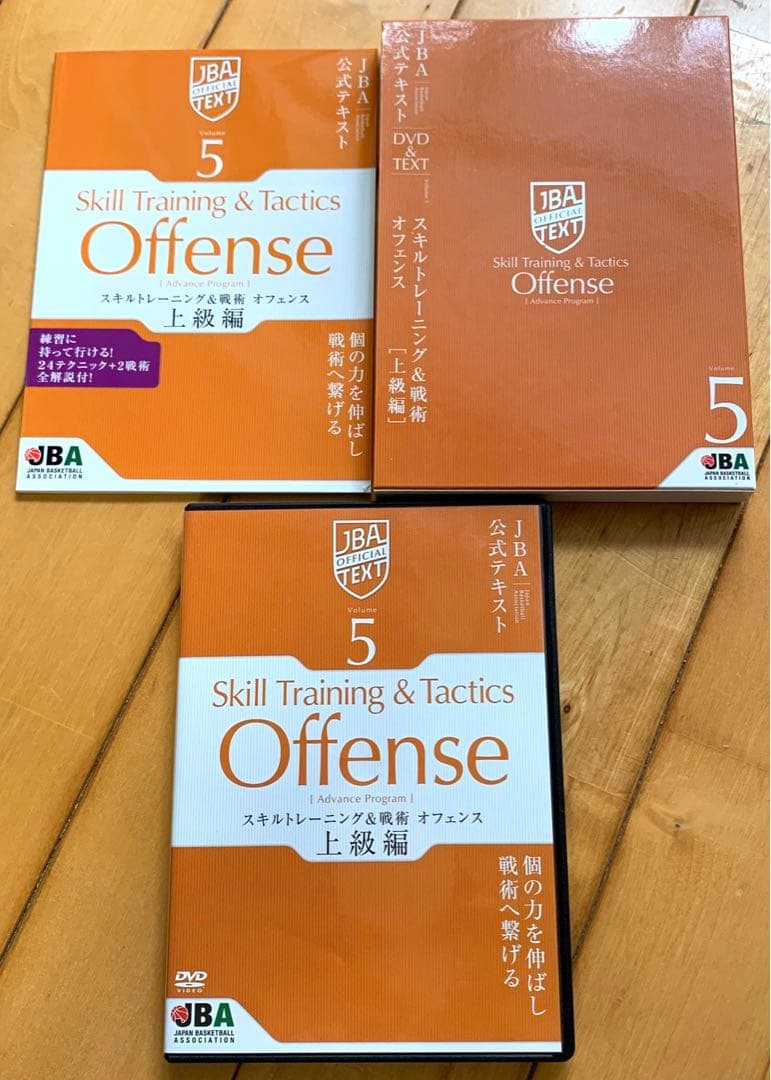 JBA
OFFICIAL
TEXT
Volume
5
JBA
Japan Basketball Association
公式テキスト
Skill Training & Tactics
Offense
[ Advance Program ]
スキルトレーニング&戦術 オフェンス
上級編
練習に
持って行ける!
24テクニック+2戦術
全解説付!
個の力を伸ばし
戦術へ繋げる
JBA
JAPAN BASKETBALL
ASSOCIATION
JBA
Japan Basketball Association
公式テキスト
DVD
&
TEXT
スキルトレーニング&戦術
オフェンス
[上級編]
JBA
OFFICIAL
TEXT
Skill Training & Tactics
Offense
[ Advance Program ]
Volume
5
JBA
JAPAN BASKETBALL
ASSOCIATION
JBA
OFFICIAL
TEXT
Volume
5
JBA
Japan Basketball Association
公式テキスト
Skill Training & Tactics
Offense
[ Advance Program ]
スキルトレーニング&戦術 オフェンス
上級編
個の力を伸ばし
戦術へ繋げる
DVD
VIDEO
JBA
JAPAN BASKETBALL
ASSOCIATION